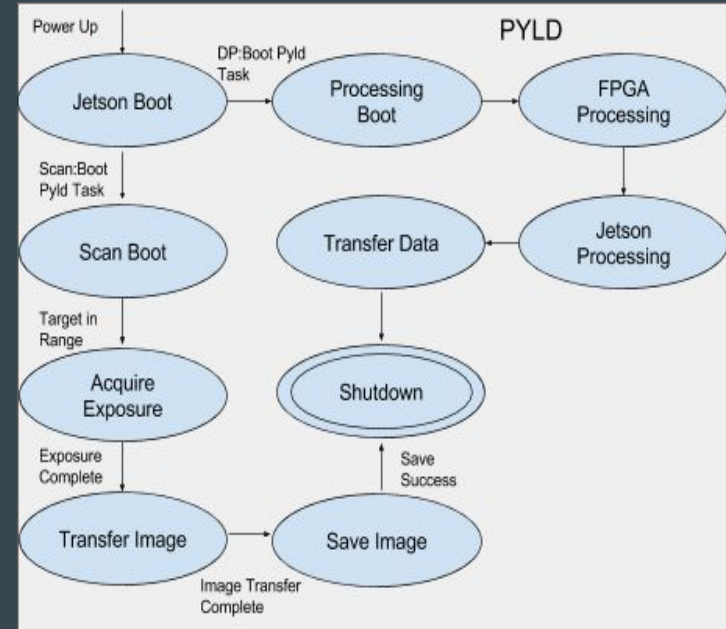 Power Up
PYLD
DP:Boot Pyld
Task
Jetson Boot
Processing
Boot
FPGA
Processing
Scan:Boot
Pyld Task
Scan Boot
Transfer Data
Jetson
Processing
Target in
Range
Acquire
Exposure
Shutdown
Exposure
Complete
Save
Success
Transfer Image
Save Image
Image Transfer
Complete